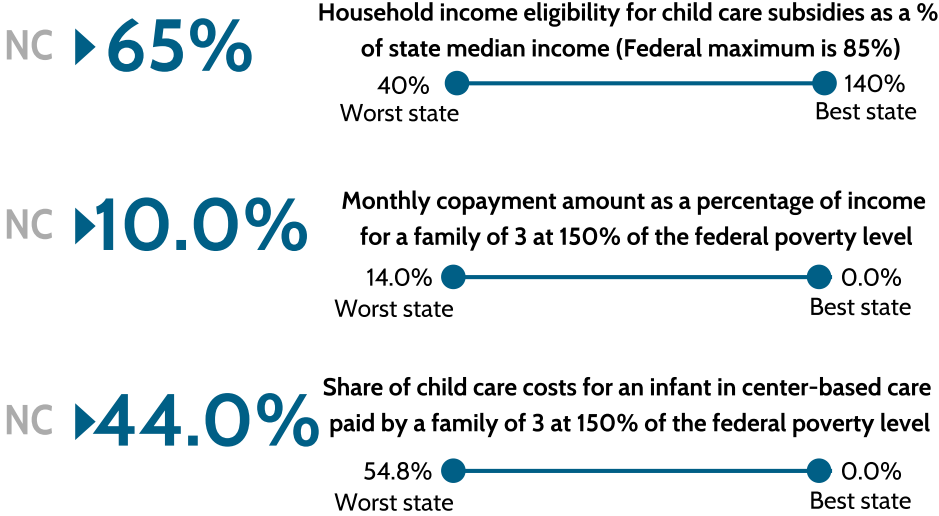 NC 65%
Household income eligibility for child care subsidies as a %
of state median income (Federal maximum is 85%)
40% 140%
Worst state Best state
NC 10.0%
Monthly copayment amount as a percentage of income
for a family of 3 at 150% of the federal poverty level
14.0% 0.0%
Worst state Best state
NC 44.0%
Share of child care costs for an infant in center-based care
paid by a family of 3 at 150% of the federal poverty level
54.8% 0.0%
Worst state Best state